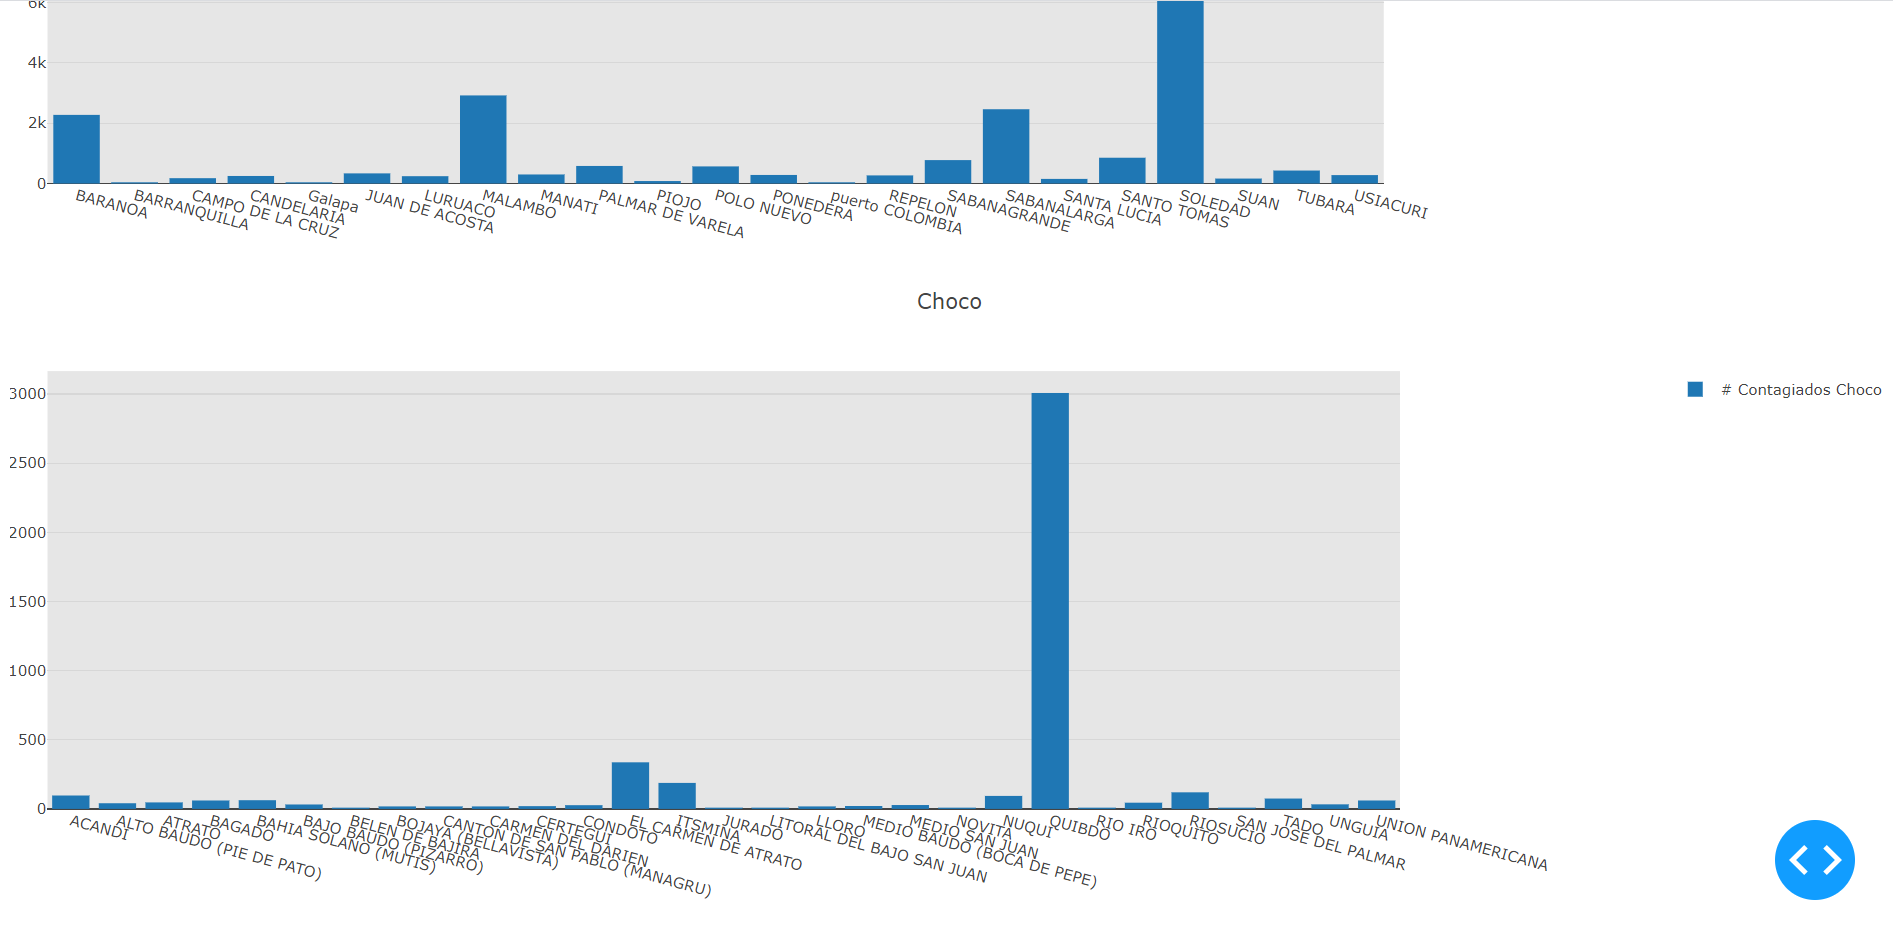 6k
4k
2k
0
BARANOA
BARRANQUILLA
CAMPO DE LA CRUZ
CANDELARIA
Galapa
JUAN DE ACOSTA
LURUACO
MALAMBO
MANATI
PALMAR DE VARELA
PIOJO
POLO NUEVO
PONEDERA
puerto COLOMBIA
REPELON
SABANAGRANDE
SABANALARGA
SANTA LUCIA
SANTO TOMAS
SOLEDAD
SUAN
TUBARA
USIACURI
Choco
3000
2500
2000
1500
1000
500
0
# Contagiados Choco
ACANDI
ALTO BAUDO (PIE DE PATO)
ATRATO
BAGADO
BAHIA SOLANO (MUTIS)
BAJO BAUDO (PIZARRO)
BELEN DE BAJIRA
BOJAYA (BELLAVISTA)
CANTON DE SAN PABLO (MANAGRU)
CARMEN DEL DARIEN
CERTEGUI
CONDOTO
EL CARMEN DE ATRATO
ITSMINA
JURADO
LITORAL DEL BAJO SAN JUAN
LLORO
MEDIO BAUDO (BOCA DE PEPE)
MEDIO SAN JUAN
NOVITA
NUQUI
QUIBDO
RIO IRO
RIOQUITO
RIOSUCIO
SAN JOSE DEL PALMAR
TADO
UNGUIA
UNION PANAMERICANA